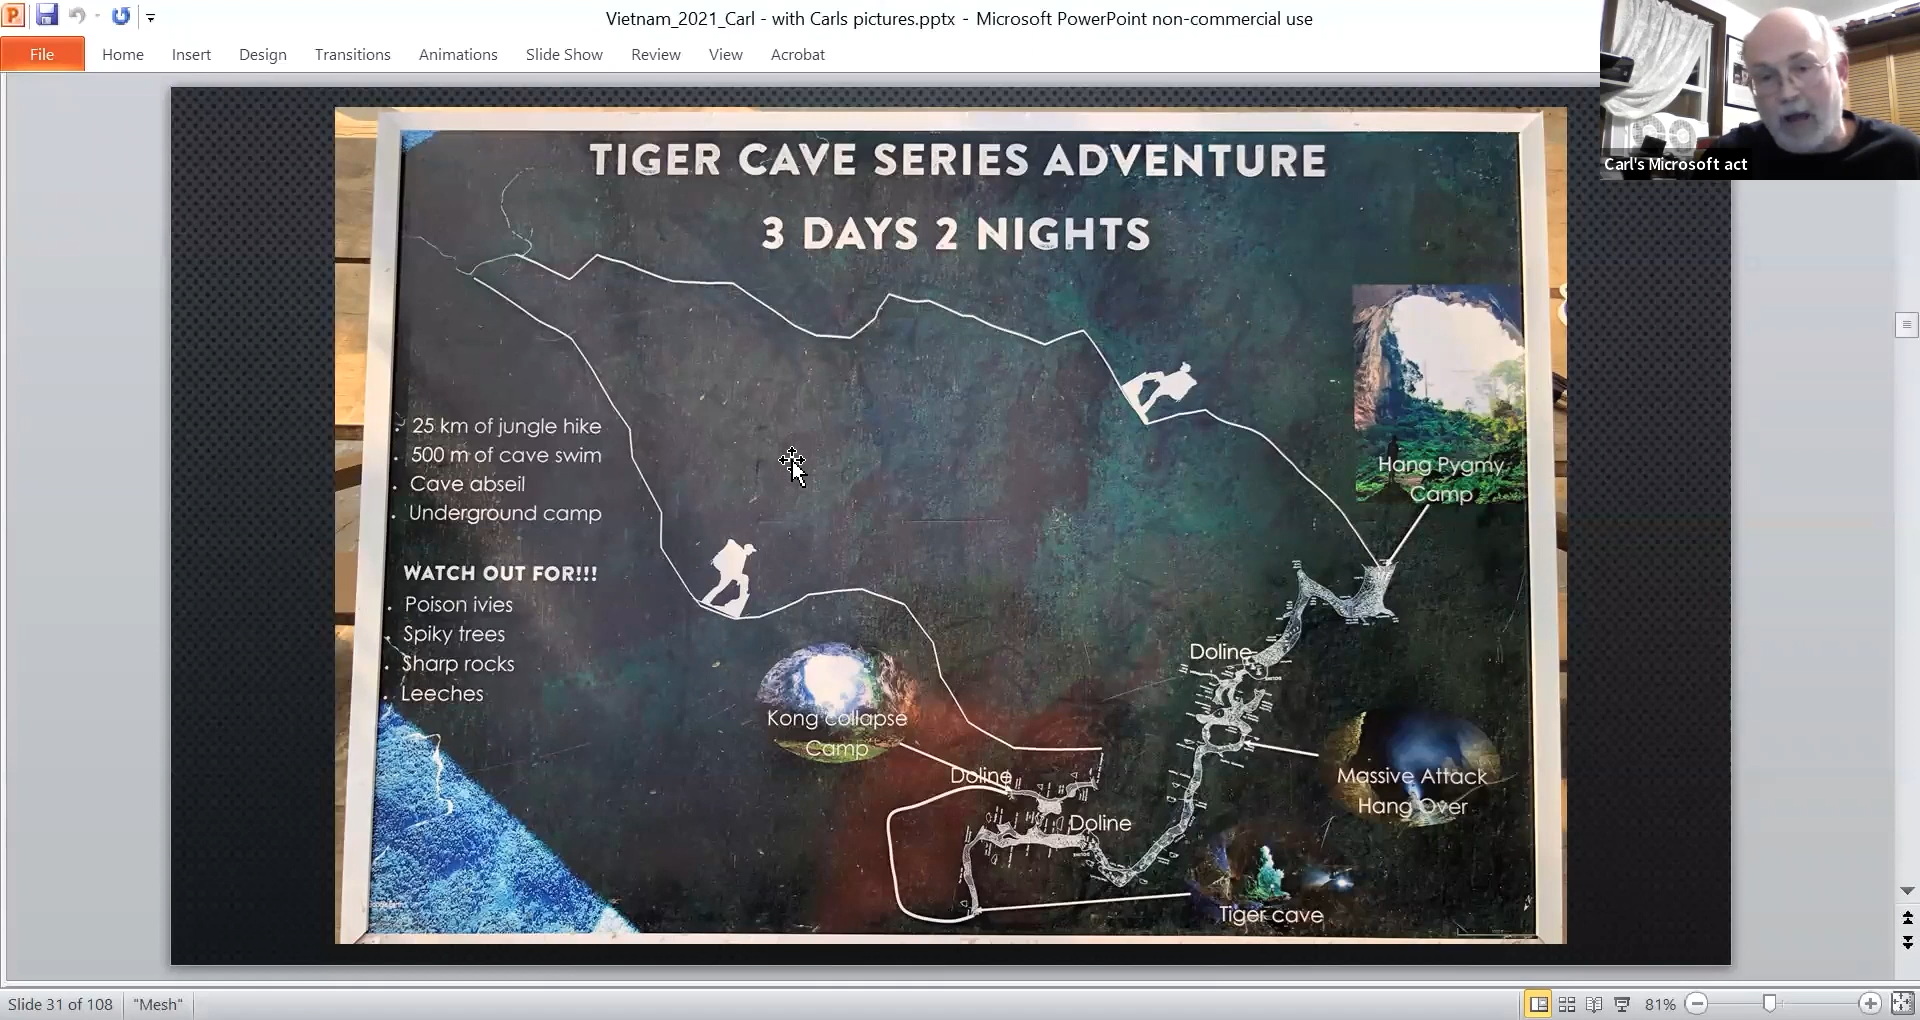 Vietnam_2021_Carl - with Carls pictures.pptx - Microsoft PowerPoint non-commercial use
File Home Insert Design Transitions Animations Slide Show Review View Acrobat
Carl's Microsoft act
TIGER CAVE SERIES ADVENTURE
3 DAYS 2 NIGHTS
• 25 km of jungle hike
• 500 m of cave swim
• Cave abseil
• Underground camp
WATCH OUT FOR!!!
• Poison ivies
• Spiky trees
• Sharp rocks
• Leeches
Hang Pygmy
Camp
Doline
Kong collapse
Camp
Doline
Doline
Massive Attack
Hang Over
Tiger cave
Slide 31 of 108 "Mesh" 81%